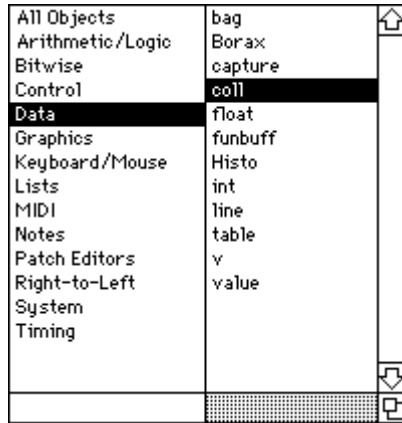 All Objects
Arithmetic/Logic
Bitwise
Control
Data
Graphics
Keyboard/Mouse
Lists
MIDI
Notes
Patch Editors
Right-to-Left
System
Timing
bag
Borax
capture
coll
float
funbuff
Histo
int
line
table
v
value